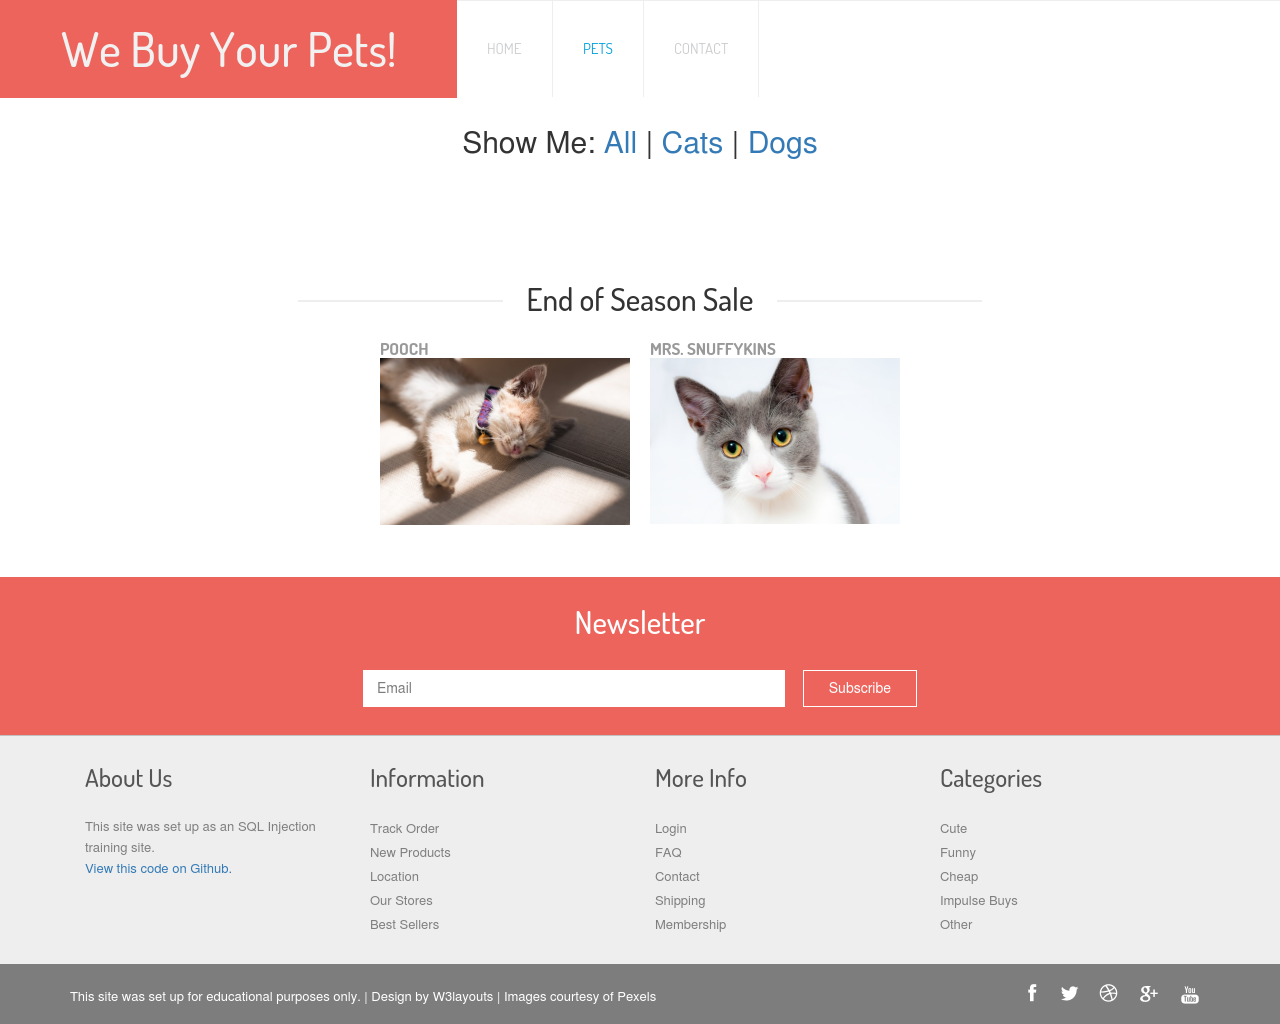 We Buy Your Pets!
HOME
PETS
CONTACT
Show Me: All | Cats | Dogs
End of Season Sale
POOCH
MRS. SNUFFYKINS
Newsletter
Email
Subscribe
About Us
This site was set up as an SQL Injection
training site.
View this code on Github.
Information
Track Order
New Products
Location
Our Stores
Best Sellers
More Info
Login
FAQ
Contact
Shipping
Membership
Categories
Cute
Funny
Cheap
Impulse Buys
Other
This site was set up for educational purposes only. | Design by W3layouts | Images courtesy of Pexels
You
Tube